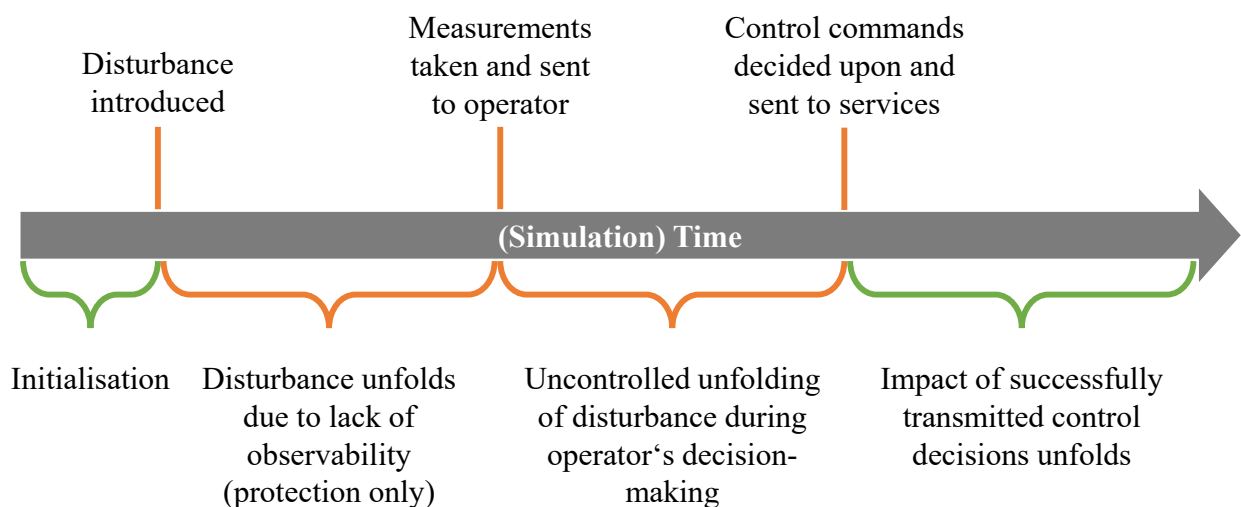 Disturbance
introduced
Measurements
taken and sent
to operator
Control commands
decided upon and
sent to services
(Simulation) Time
Initialisation
Disturbance unfolds
due to lack of
observability
(protection only)
Uncontrolled unfolding
of disturbance during
operator‘s decision-
making
Impact of successfully
transmitted control
decisions unfolds